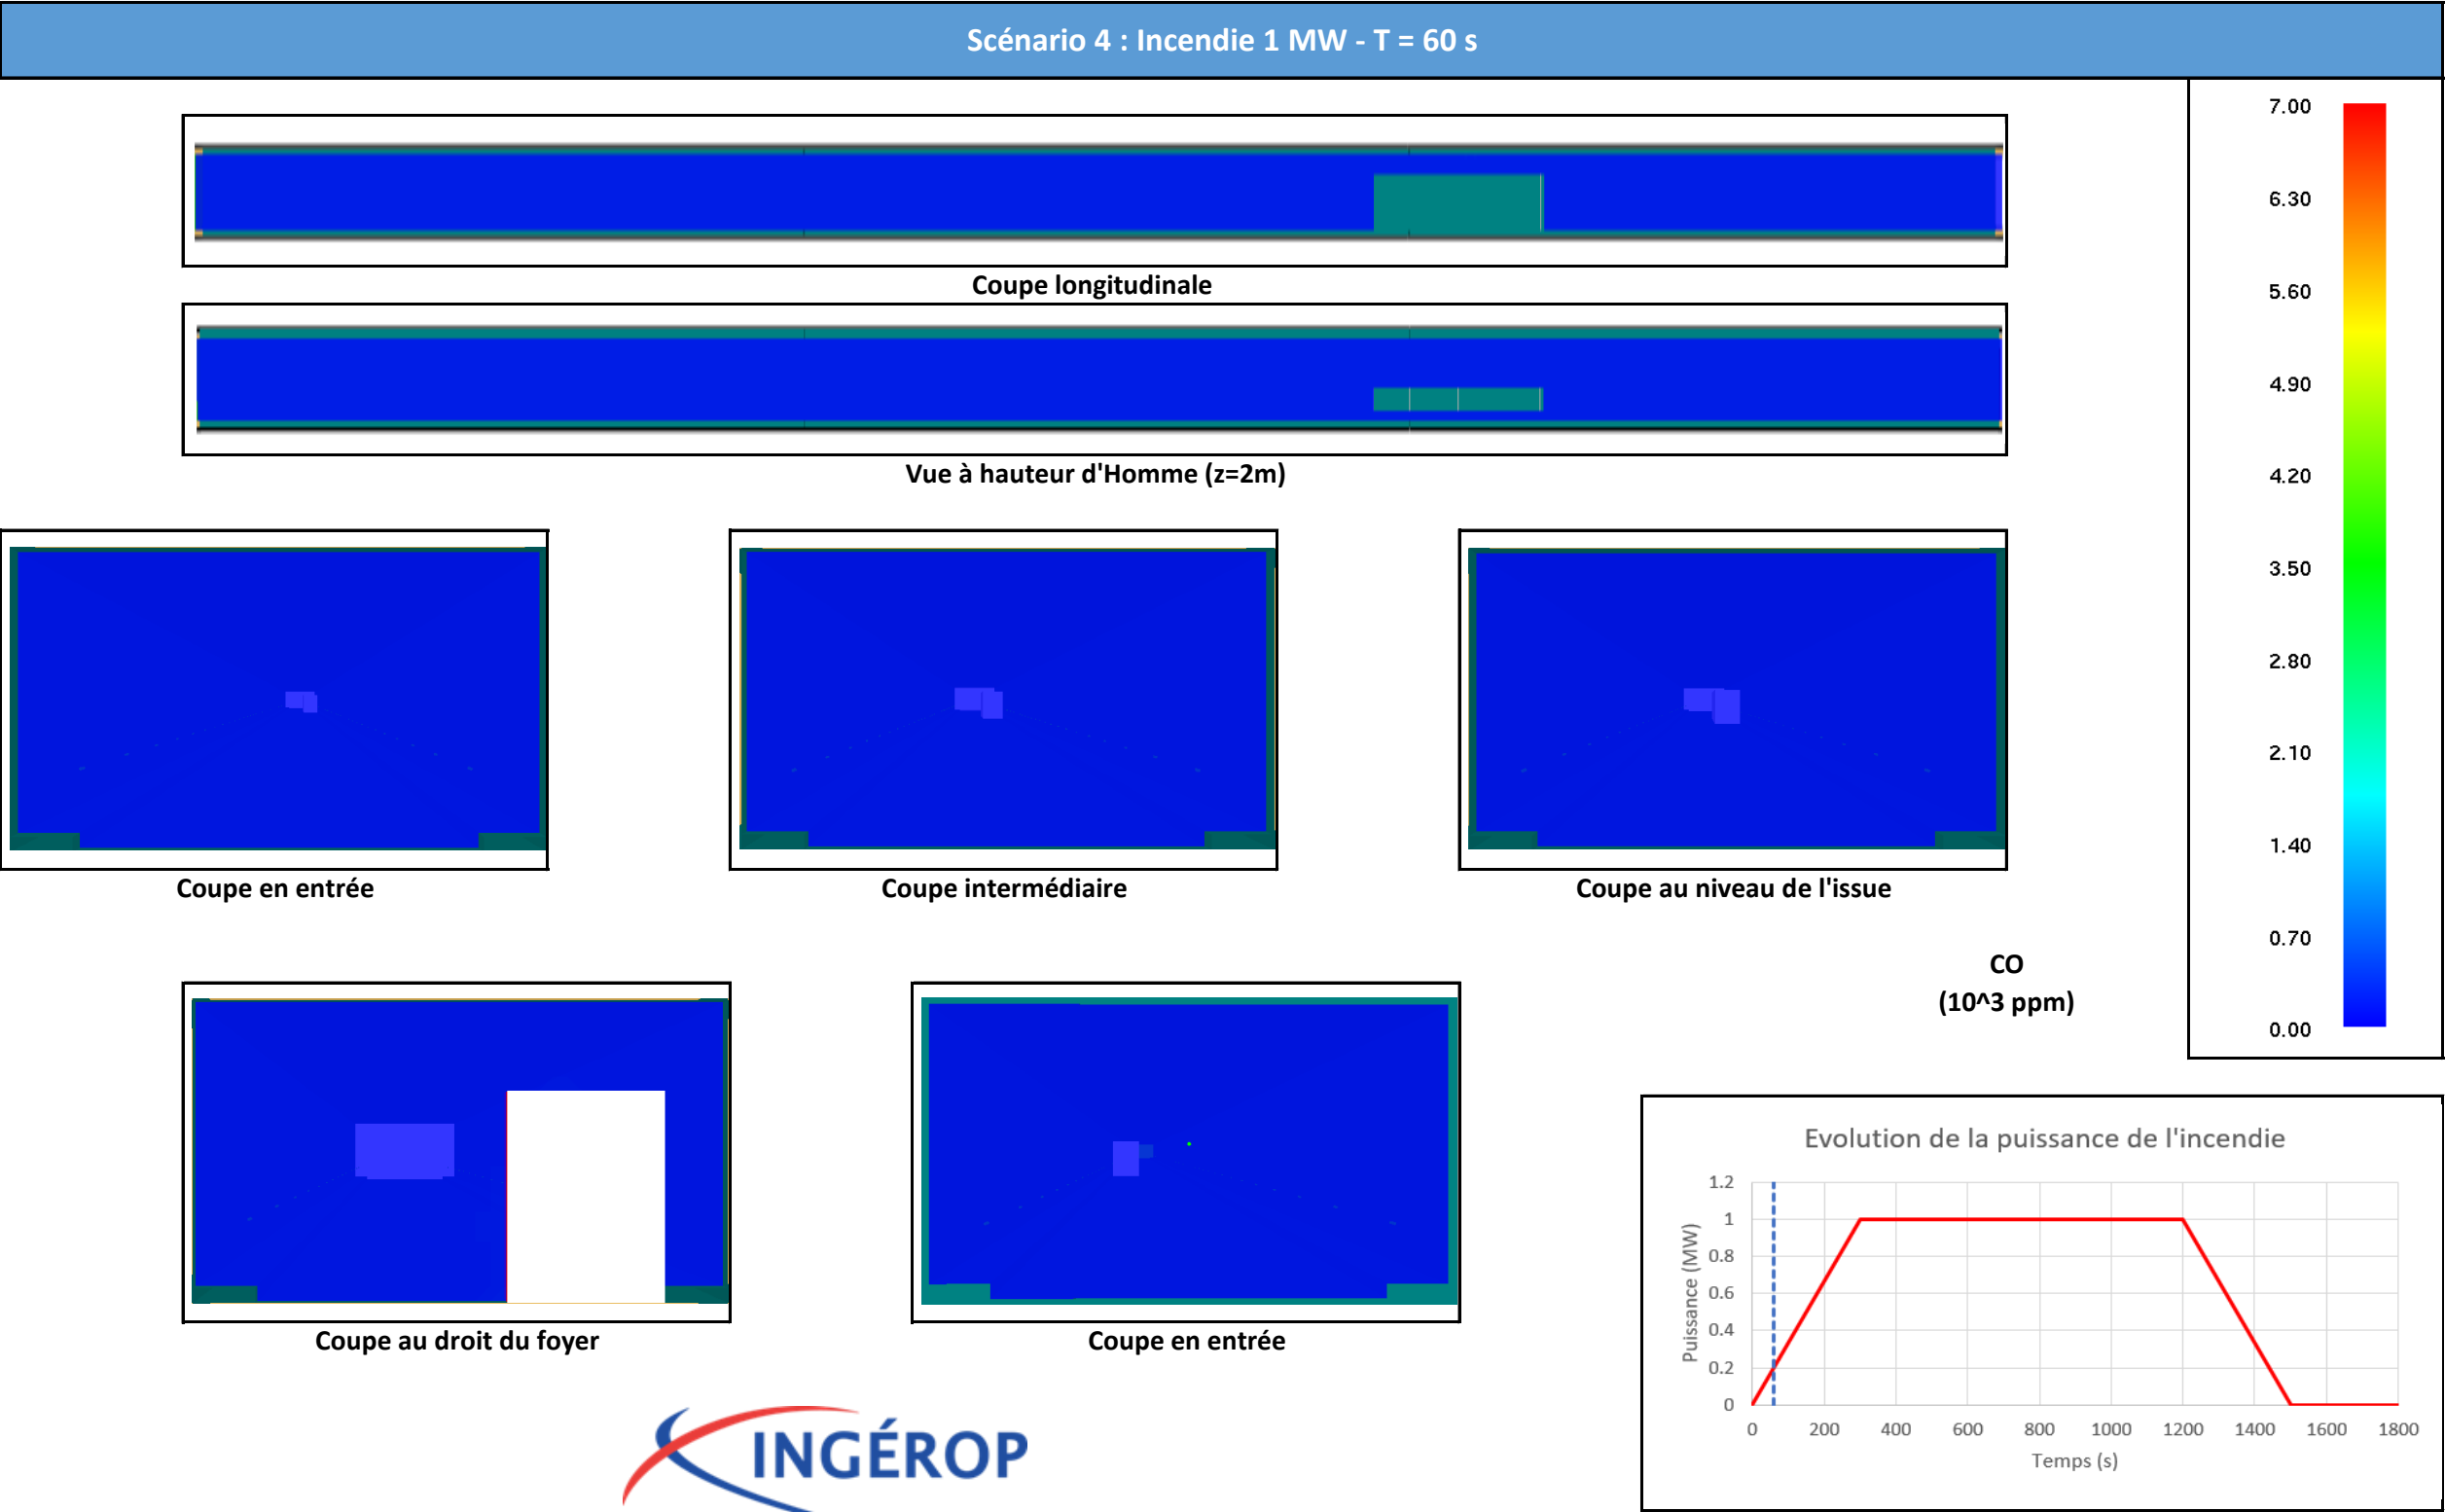 Scénario 4 : Incendie 1 MW - T = 60 s
7.00
6.30
5.60
4.90
4.20
3.50
2.80
2.10
1.40
0.70
0.00
Coupe longitudinale
Vue à hauteur d'Homme (z=2m)
Coupe en entrée
Coupe intermédiaire
Coupe au niveau de l'issue
CO
(10^3 ppm)
Coupe au droit du foyer
Coupe en entrée
Evolution de la puissance de l'incendie
Puissance (MW)
1.2
1
0.8
0.6
0.4
0.2
0
0 200 400 600 800 1000 1200 1400 1600 1800
Temps (s)
INGÉROP